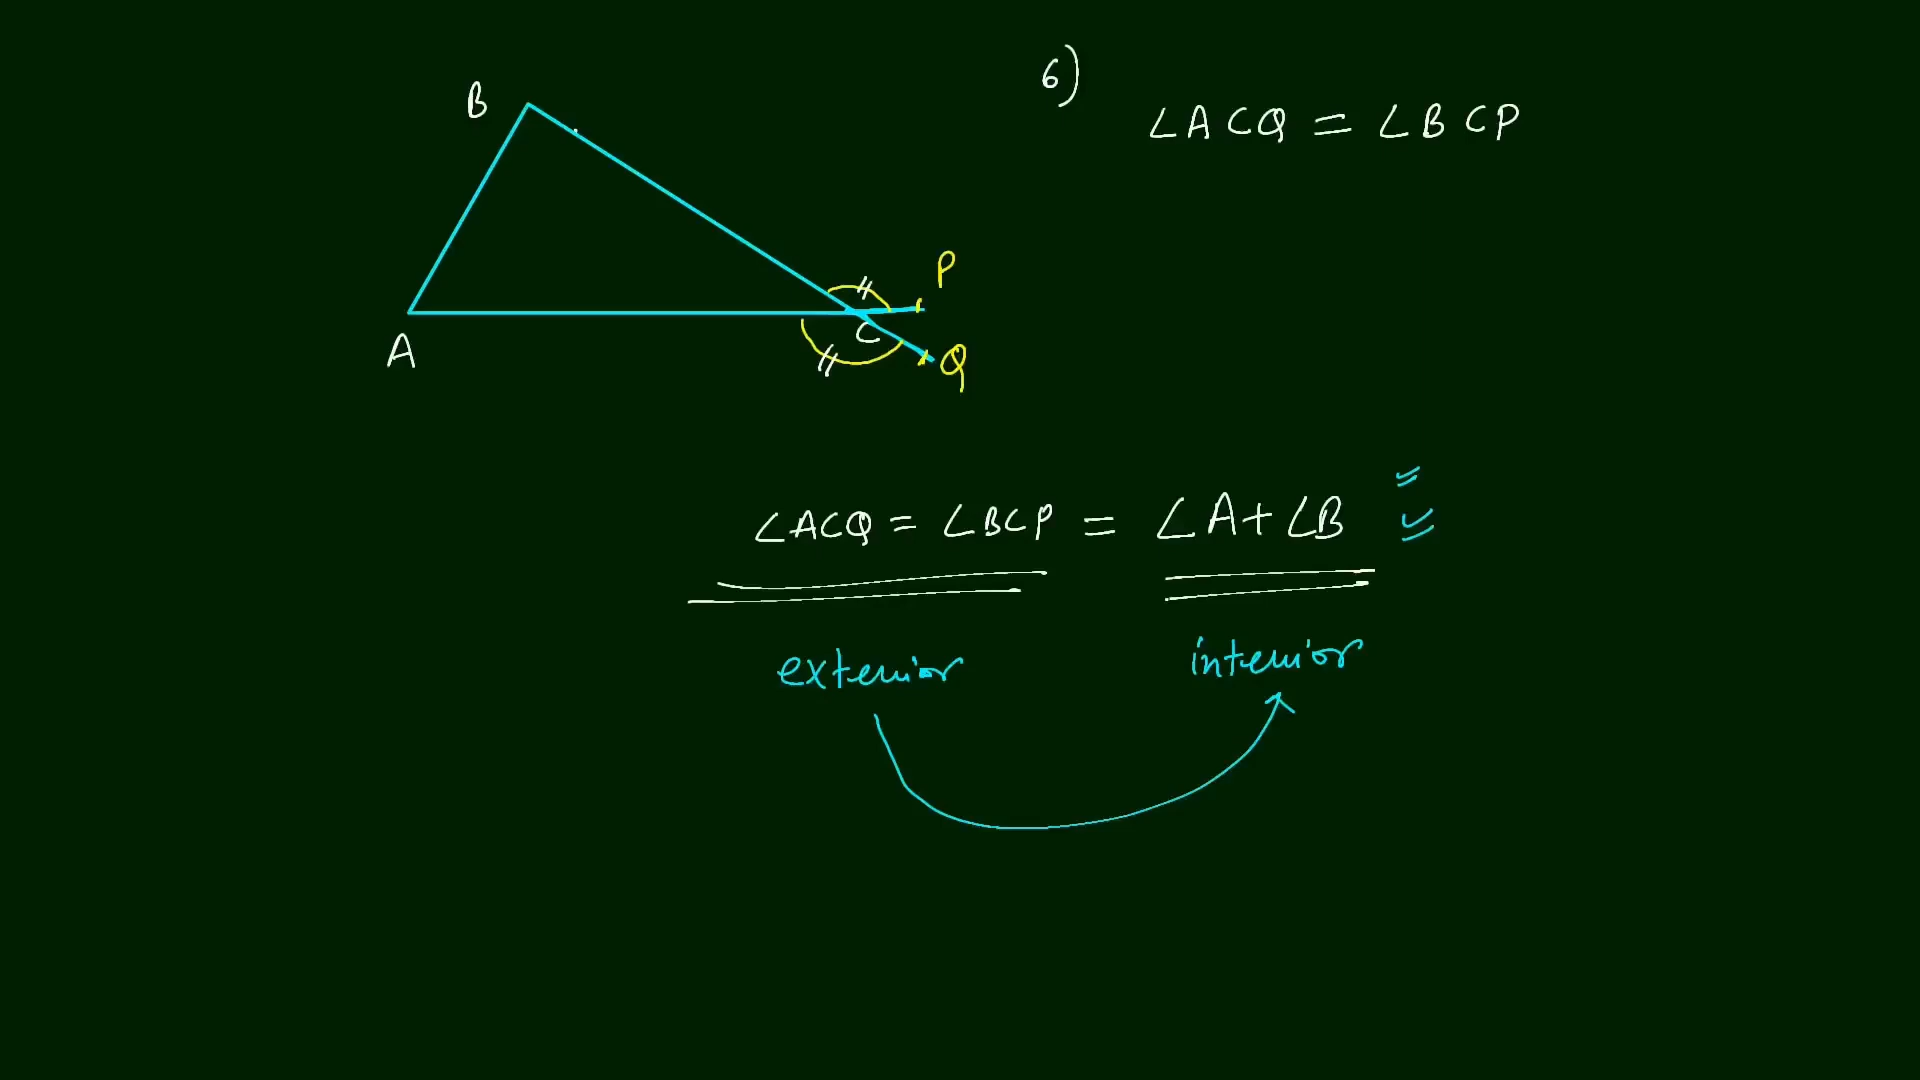 6)
∠ACQ = ∠BCP
B
P
C
A
Q
∠ACQ = ∠BCP = ∠A + ∠B
exterior
interior